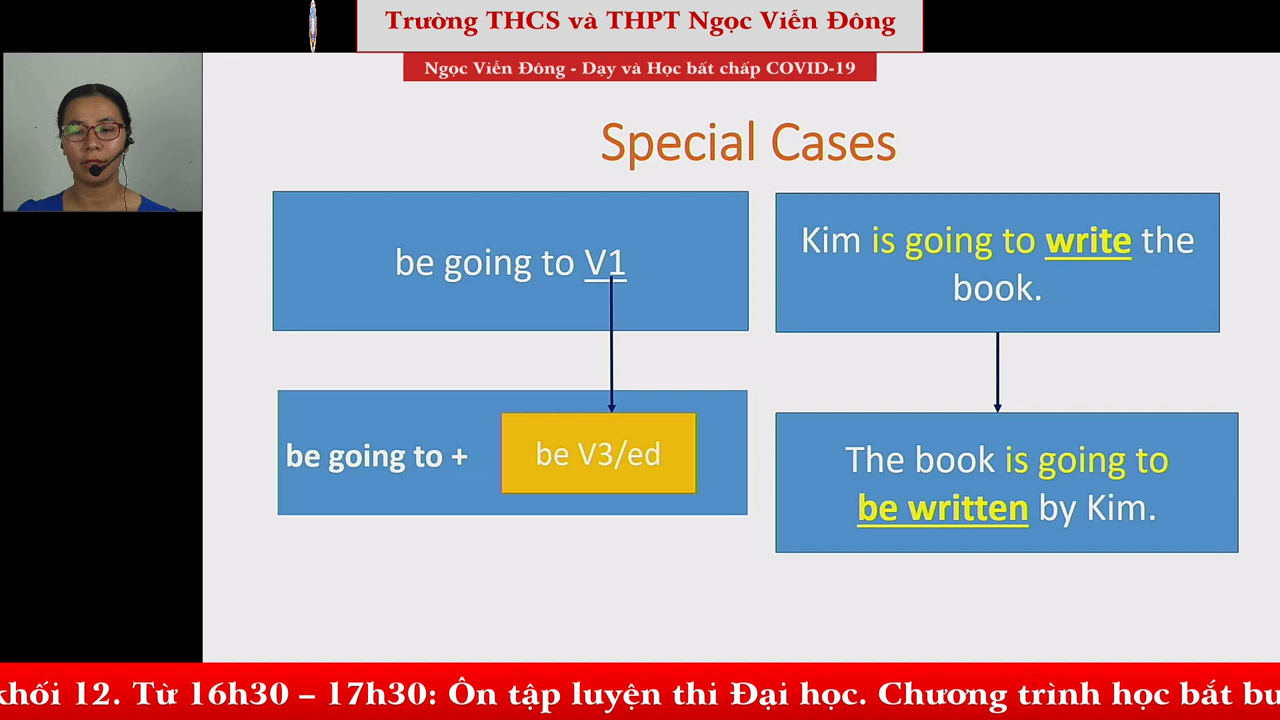 Trường THCS và THPT Ngọc Viễn Đông
Ngọc Viễn Đông - Dạy và Học bất chấp COVID-19
Special Cases
be going to V1
Kim is going to write the
book.
be going to +
be V3/ed
The book is going to
be written by Kim.
khối 12. Từ 16h30 – 17h30: Ôn tập luyện thi Đại học. Chương trình học bắt bu